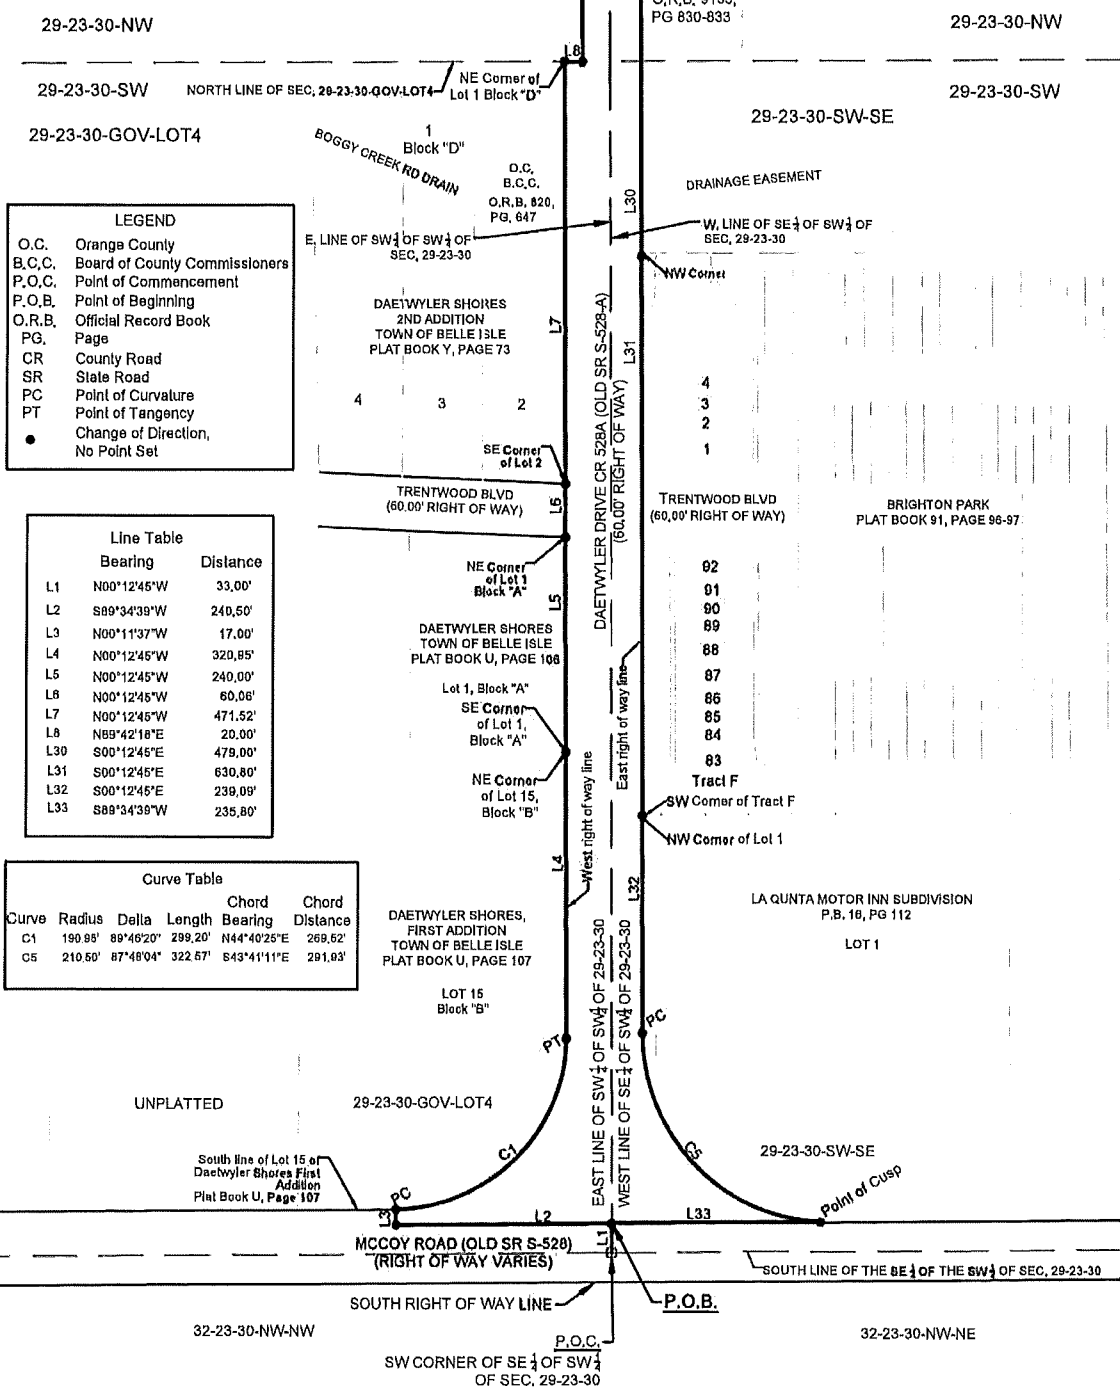 29-23-30-NW
O.R.B. 9163,
PG 830-833
29-23-30-NW
L8
NE Corner of
Lot 1 Block "D"
29-23-30-SW
NORTH LINE OF SEC, 29-23-30-GOV-LOT4
29-23-30-SW
29-23-30-SW-SE
29-23-30-GOV-LOT4
1
Block "D"
BOGGY CREEK RD DRAIN
O.C.
B.C.C.
O.R.B, 820,
PG, 647
DRAINAGE EASEMENT
L30
W, LINE OF SE¼ OF SW¼ OF
SEC, 29-23-30
E, LINE OF SW¼ OF SW¼ OF
SEC, 29-23-30
NW Corner
LEGEND
O.C. Orange County
B.C.C. Board of County Commissioners
P.O.C. Point of Commencement
P.O.B. Point of Beginning
O.R.B. Official Record Book
PG, Page
CR County Road
SR State Road
PC Point of Curvature
PT Point of Tangency
● Change of Direction,
No Point Set
DAETWYLER SHORES
2ND ADDITION
TOWN OF BELLE ISLE
PLAT BOOK Y, PAGE 73
L7
L31
DAETWYLER DRIVE CR 528A (OLD SR S-528-A)
(60,00' RIGHT OF WAY)
4 3 2
4
3
2
1
SE Corner
of Lot 2
TRENTWOOD BLVD
(60,00' RIGHT OF WAY)
L6
TRENTWOOD BLVD
(60,00' RIGHT OF WAY)
BRIGHTON PARK
PLAT BOOK 91, PAGE 96-97
Line Table
Bearing Distance
L1 N00°12'45"W 33,00'
L2 S89°34'39"W 240,50'
L3 N00°11'37"W 17.00'
L4 N00°12'45"W 320,85'
L5 N00°12'45"W 240,00'
L6 N00°12'45"W 60,06'
L7 N00°12'45"W 471,52'
L8 N89°42'18"E 20,00'
L30 S00°12'45"E 479,00'
L31 S00°12'45"E 630,80'
L32 S00°12'45"E 239,09'
L33 S89°34'39"W 235,80'
NE Corner
of Lot 1
Block "A"
L5
92
91
90
89
88
87
86
85
84
83
Tract F
DAETWYLER SHORES
TOWN OF BELLE ISLE
PLAT BOOK U, PAGE 106
Lot 1, Block "A"
SE Corner
of Lot 1,
Block "A"
NE Corner
of Lot 15,
Block "B"
West right of way line
East right of way line
SW Corner of Tract F
NW Corner of Lot 1
L4
L32
Curve Table
Curve Radius Delta Length Chord Bearing Chord Distance
C1 190.95' 89°46'20" 299,20' N44°40'25"E 269,52'
C5 210,50' 87°48'04" 322,57' S43°41'11"E 291,93'
LA QUNTA MOTOR INN SUBDIVISION
P.B. 16, PG 112
LOT 1
DAETWYLER SHORES,
FIRST ADDITION
TOWN OF BELLE ISLE
PLAT BOOK U, PAGE 107
LOT 15
Block "B"
EAST LINE OF SW¼ OF SW¼ OF 29-23-30
WEST LINE OF SE¼ OF SW¼ OF 29-23-30
PT
PC
UNPLATTED
29-23-30-GOV-LOT4
C1
C5
29-23-30-SW-SE
South line of Lot 15 of
Daetwyler Shores First
Addition
Plat Book U, Page 107
PC
Point of Cusp
L3
L2
L33
L1
MCCOY ROAD (OLD SR S-528)
(RIGHT OF WAY VARIES)
SOUTH LINE OF THE SE¼ OF THE SW¼ OF SEC, 29-23-30
SOUTH RIGHT OF WAY LINE
P.O.B.
32-23-30-NW-NW
32-23-30-NW-NE
P.O.C.
SW CORNER OF SE ¼ OF SW¼
OF SEC, 29-23-30